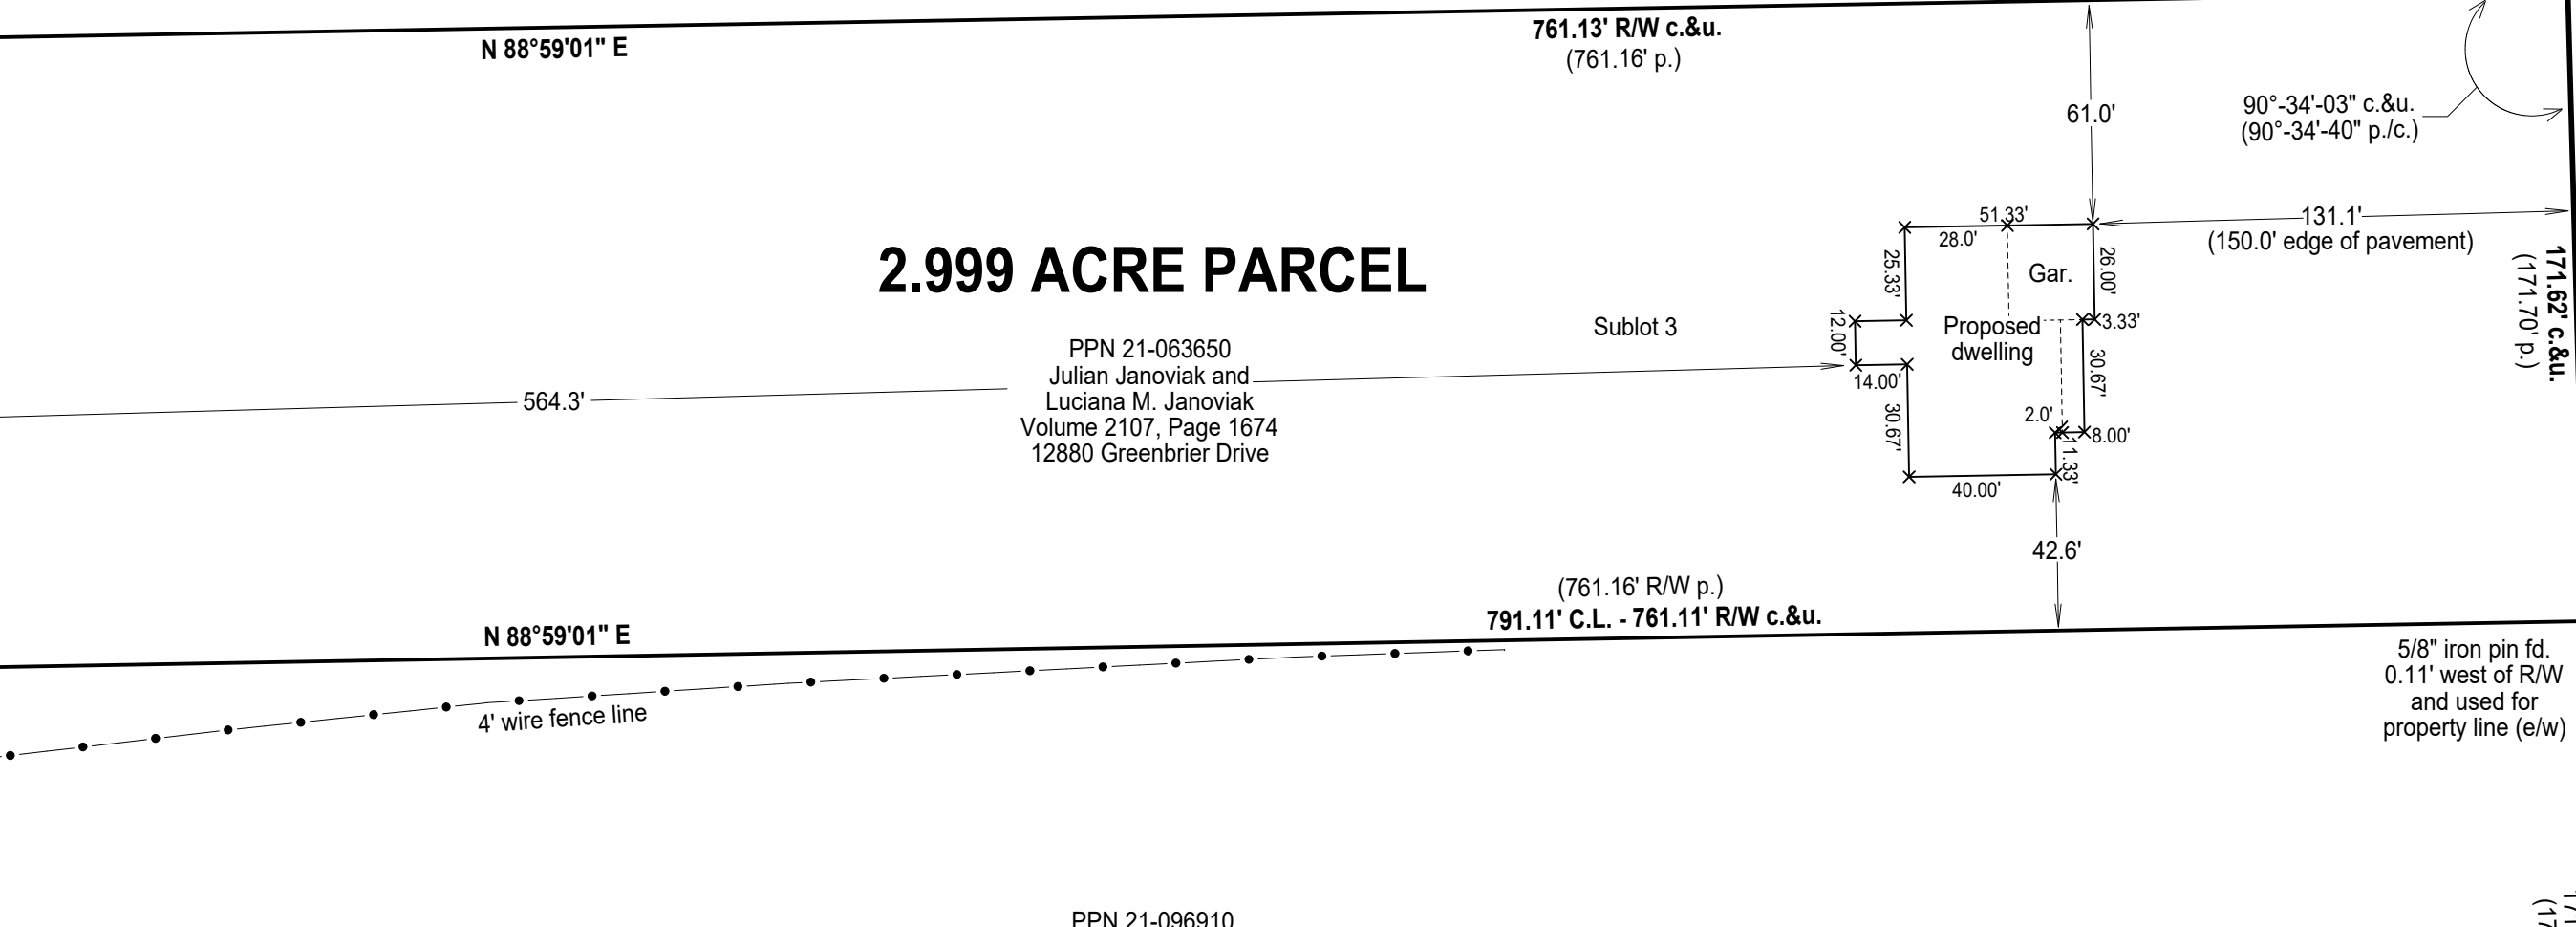 N 88°59'01" E
761.13' R/W c.&u.
(761.16' p.)
61.0'
90°-34'-03" c.&u.
(90°-34'-40" p./c.)
51.33'
28.0'
131.1'
(150.0' edge of pavement)
171.62' c.&u.
(171.70' p.)
2.999 ACRE PARCEL
25.33'
Gar.
26.00'
12.00'
Sublot 3
Proposed
dwelling
3.33'
PPN 21-063650
Julian Janoviak and
Luciana M. Janoviak
Volume 2107, Page 1674
12880 Greenbrier Drive
564.3'
14.00'
30.67'
30.67'
2.0'
8.00'
11.33'
40.00'
42.6'
(761.16' R/W p.)
791.11' C.L. - 761.11' R/W c.&u.
N 88°59'01" E
5/8" iron pin fd.
0.11' west of R/W
and used for
property line (e/w)
4' wire fence line
PPN 21-096910